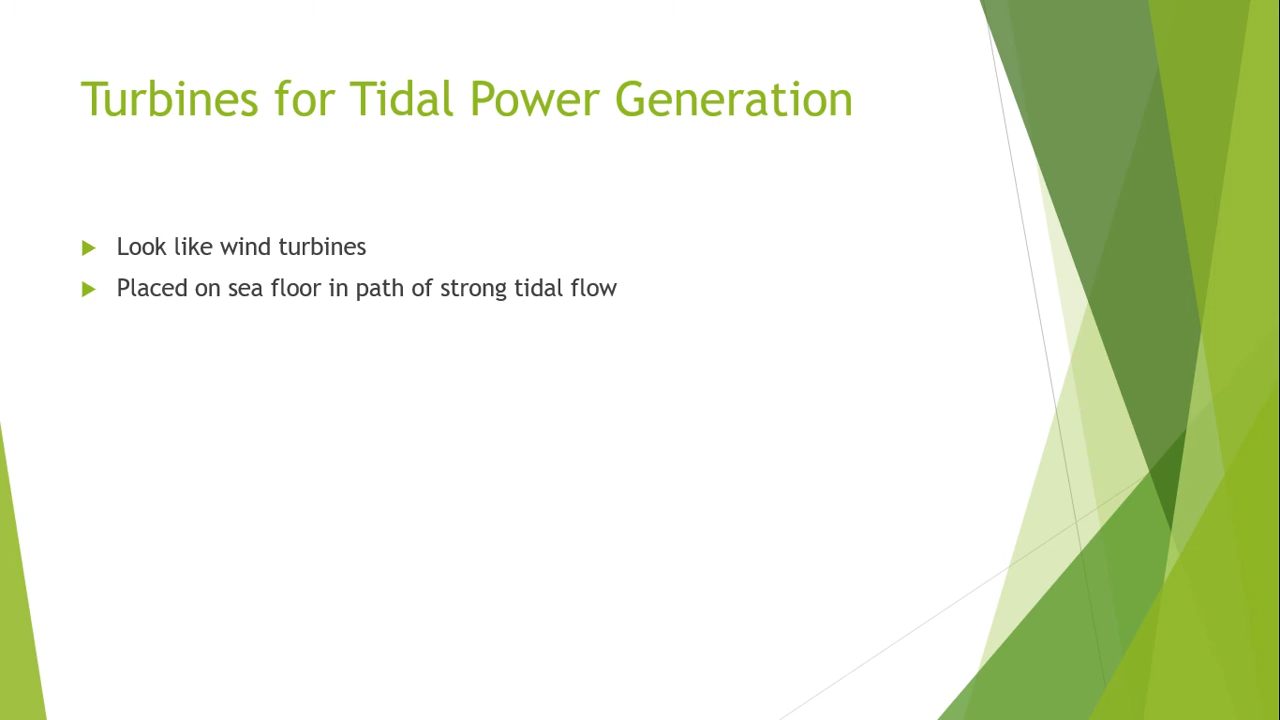 Turbines for Tidal Power Generation
Look like wind turbines
Placed on sea floor in path of strong tidal flow